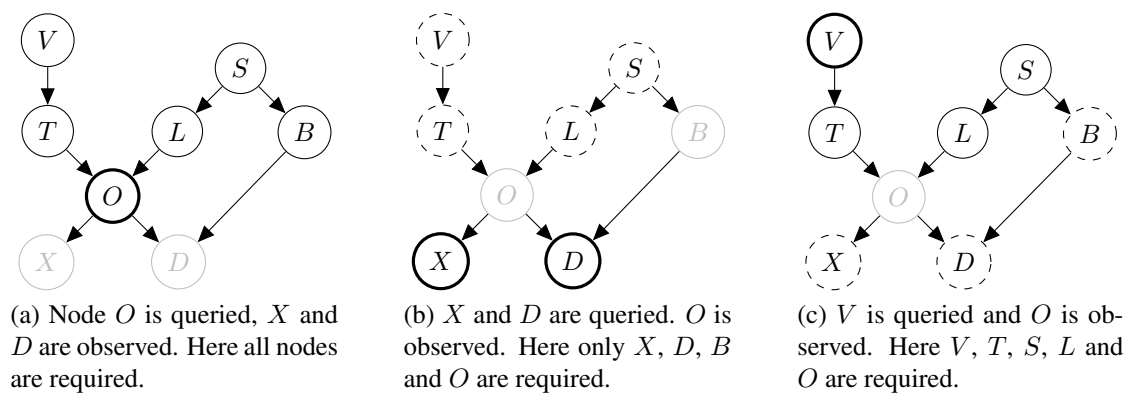 V
S
T
L
B
O
X
D
(a) Node O is queried, X and
D are observed. Here all nodes
are required.
V
S
T
L
B
O
X
D
(b) X and D are queried. O is
observed. Here only X, D, B
and O are required.
V
S
T
L
B
O
X
D
(c) V is queried and O is ob-
served. Here V, T, S, L and
O are required.